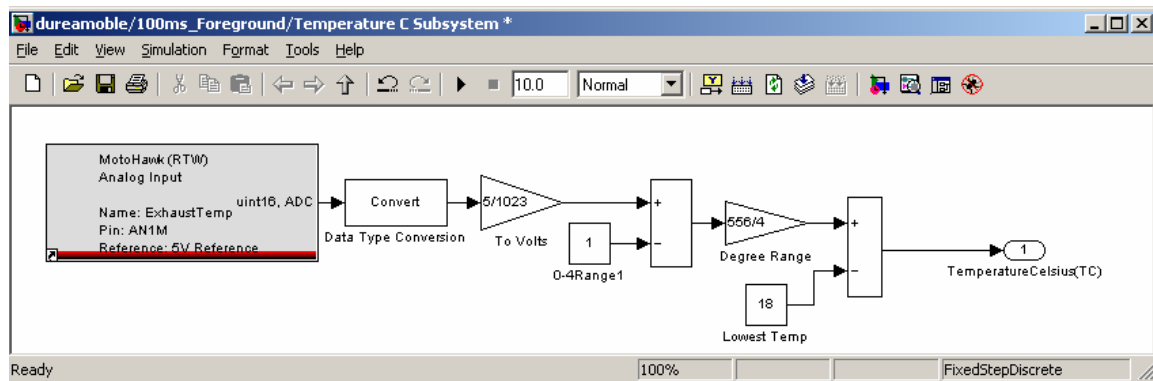 dureamoble/100ms_Foreground/Temperature C Subsystem *
File Edit View Simulation Format Tools Help
10.0 Normal
MotoHawk (RTW)
Analog Input
uint16, ADC
Name: ExhaustTemp
Pin: AN1M
Reference: 5V Reference
Convert
Data Type Conversion
5/1023
To Volts
1
0-4Range1
+
−
556/4
Degree Range
18
Lowest Temp
+
−
1
TemperatureCelsius(TC)
Ready 100% FixedStepDiscrete